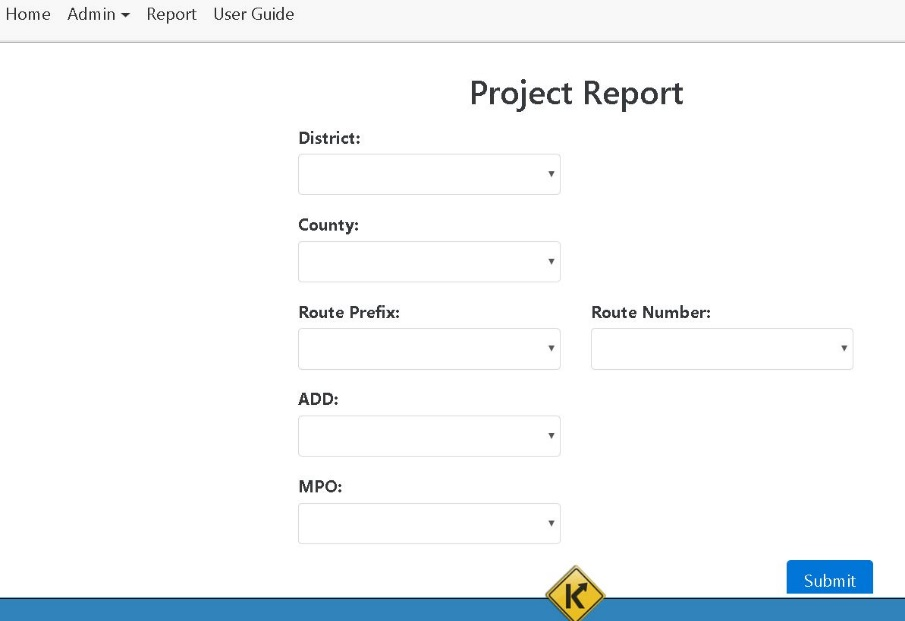 Home Admin Report User Guide
Project Report
District:
County:
Route Prefix: Route Number:
ADD:
MPO:
Submit
K